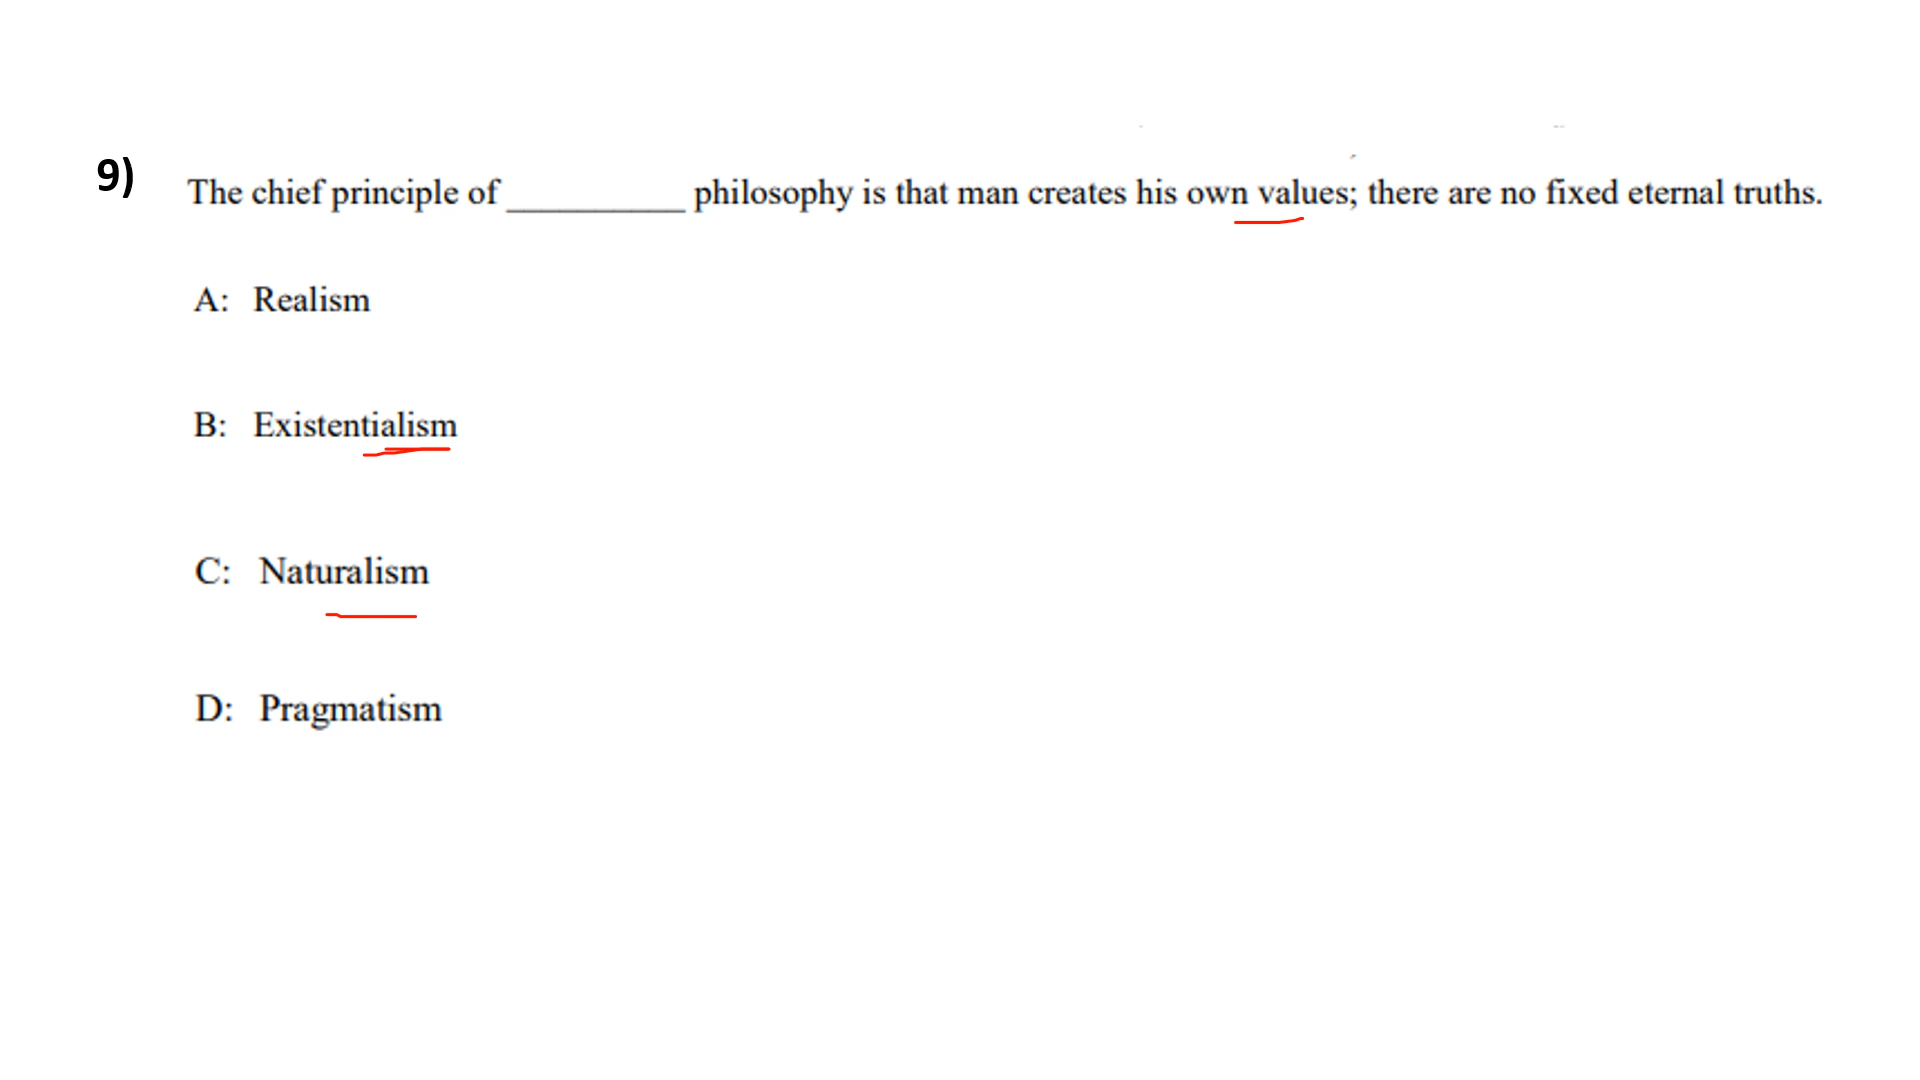 9) The chief principle of __________ philosophy is that man creates his own values; there are no fixed eternal truths.
A: Realism
B: Existentialism
C: Naturalism
D: Pragmatism